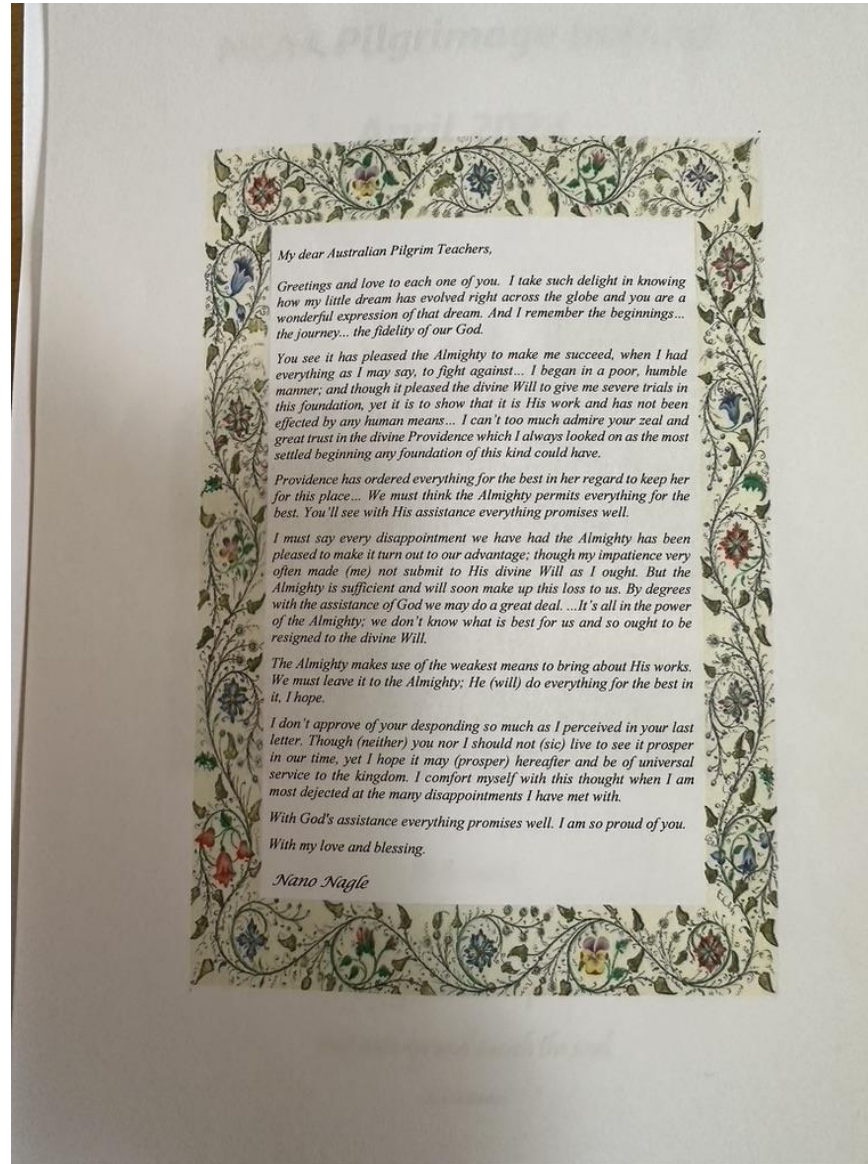 Pilgrimage
April
My dear Australian Pilgrim Teachers,
Greetings and love to each one of you. I take such delight in knowing
how my little dream has evolved right across the globe and you are a
wonderful expression of that dream. And I remember the beginnings...
the journey... the fidelity of our God.
You see it has pleased the Almighty to make me succeed, when I had
everything as I may say, to fight against... I began in a poor, humble
manner; and though it pleased the divine Will to give me severe trials in
this foundation, yet it is to show that it is His work and has not been
effected by any human means... I can't too much admire your zeal and
great trust in the divine Providence which I always looked on as the most
settled beginning any foundation of this kind could have.
Providence has ordered everything for the best in her regard to keep her
for this place... We must think the Almighty permits everything for the
best. You'll see with His assistance everything promises well.
I must say every disappointment we have had the Almighty has been
pleased to make it turn out to our advantage; though my impatience very
often made (me) not submit to His divine Will as I ought. But the
Almighty is sufficient and will soon make up this loss to us. By degrees
with the assistance of God we may do a great deal. ...It's all in the power
of the Almighty; we don't know what is best for us and so ought to be
resigned to the divine Will.
The Almighty makes use of the weakest means to bring about His works.
We must leave it to the Almighty; He (will) do everything for the best in
it, I hope.
I don't approve of your desponding so much as I perceived in your last
letter. Though (neither) you nor I should not (sic) live to see it prosper
in our time, yet I hope it may (prosper) hereafter and be of universal
service to the kingdom. I comfort myself with this thought when I am
most dejected at the many disappointments I have met with.
With God's assistance everything promises well. I am so proud of you.
With my love and blessing.
Nano Nagle